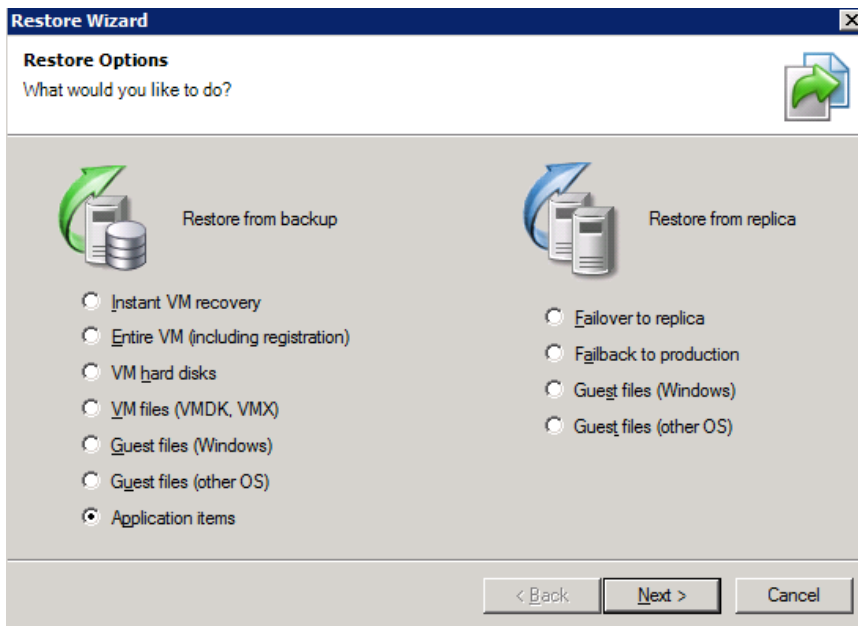 Restore Wizard
Restore Options
What would you like to do?
Restore from backup
Instant VM recovery
Entire VM (including registration)
VM hard disks
VM files (VMDK, VMX)
Guest files (Windows)
Guest files (other OS)
Application items
Restore from replica
Failover to replica
Failback to production
Guest files (Windows)
Guest files (other OS)
< Back
Next >
Cancel